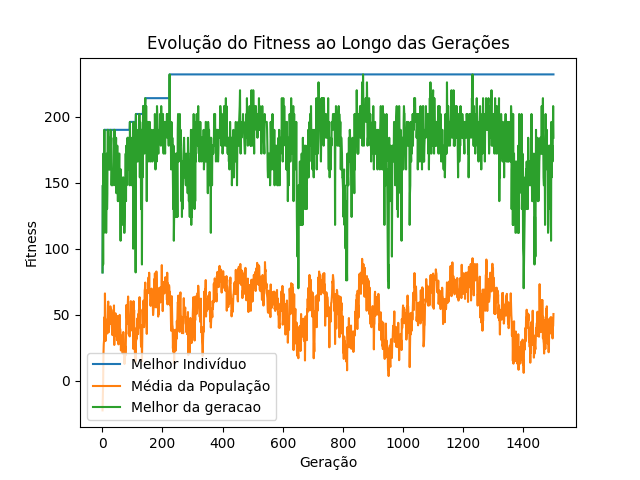 Evolução do Fitness ao Longo das Gerações
Fitness
200
150
100
50
0
Melhor Indivíduo
Média da População
Melhor da geracao
0 200 400 600 800 1000 1200 1400
Geração